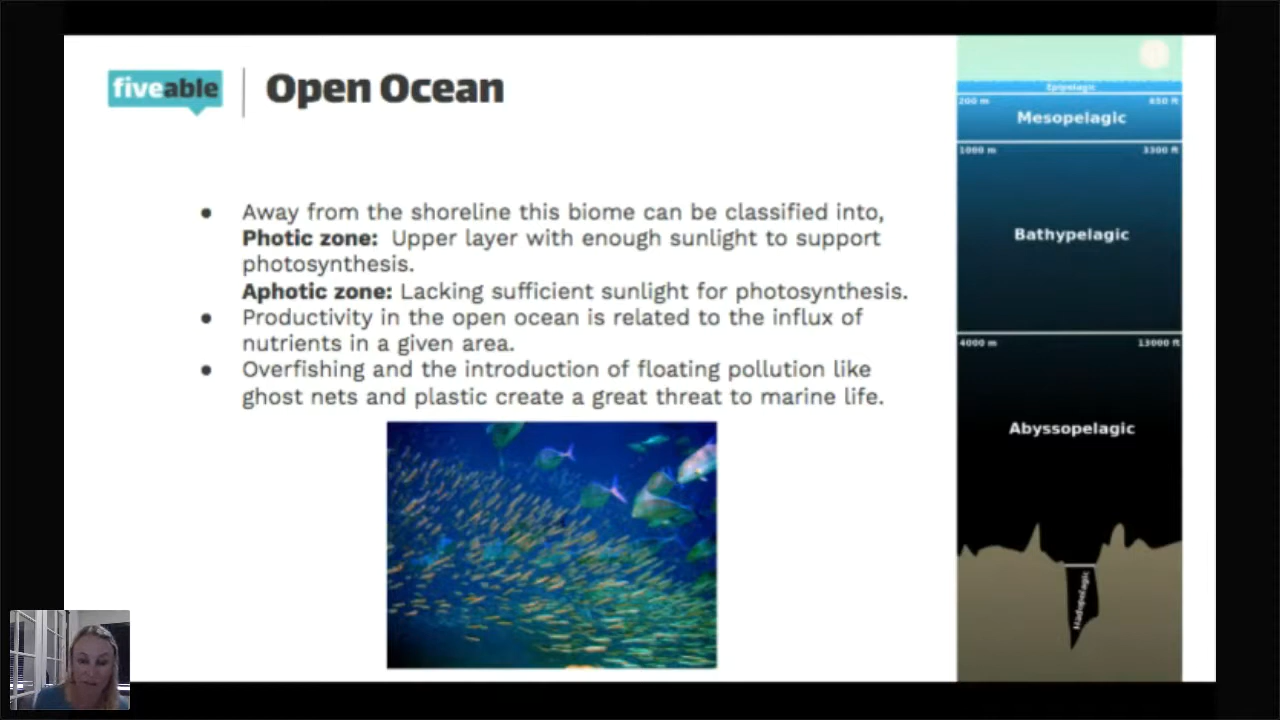 fiveable
Open Ocean
● Away from the shoreline this biome can be classified into,
Photic zone: Upper layer with enough sunlight to support
photosynthesis.
Aphotic zone: Lacking sufficient sunlight for photosynthesis.
● Productivity in the open ocean is related to the influx of
nutrients in a given area.
● Overfishing and the introduction of floating pollution like
ghost nets and plastic create a great threat to marine life.
Epipelagic
200 m 650 ft
Mesopelagic
1000 m 3300 ft
Bathypelagic
4000 m 13000 ft
Abyssopelagic
Hadopelagic